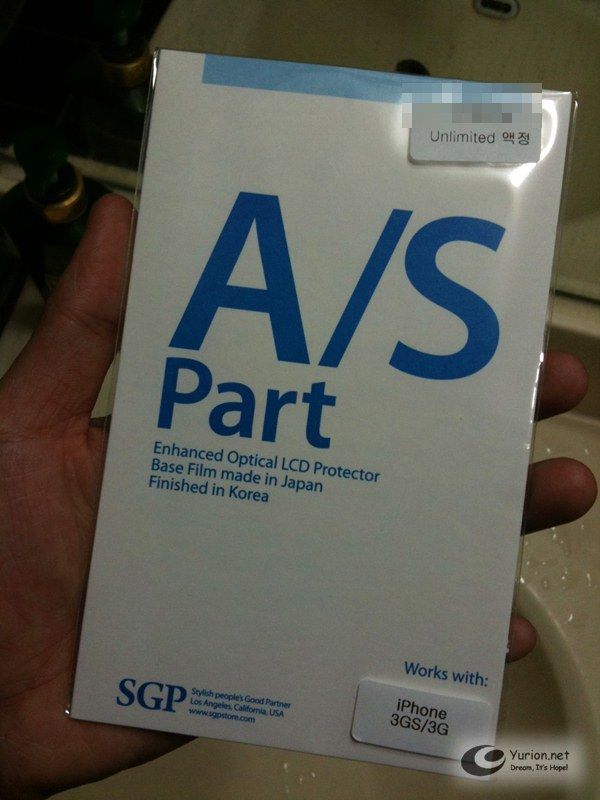 Unlimited 액정
A/S
Part
Enhanced Optical LCD Protector
Base Film made in Japan
Finished in Korea
Works with:
iPhone
3GS/3G
SGP
Stylish people's Good Partner
Los Angeles, California, USA
www.sgpstore.com
Yurion.net
Dream, It's Hope!